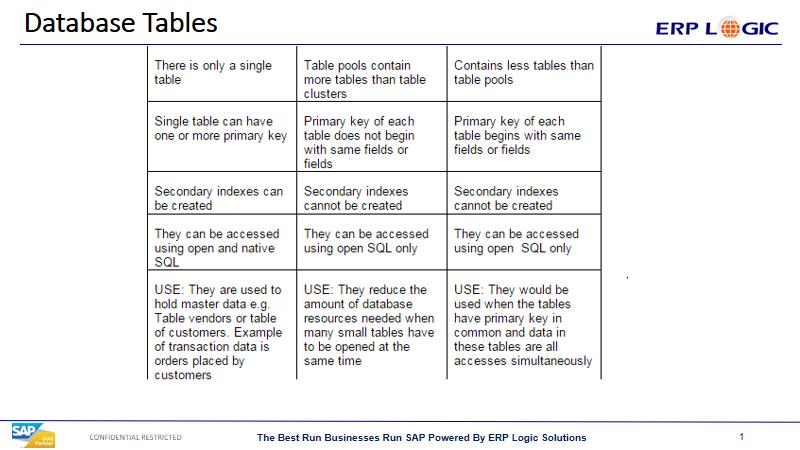 Database Tables
ERP LOGIC
There is only a single
table
Table pools contain
more tables than table
clusters
Contains less tables than
table pools
Single table can have
one or more primary key
Primary key of each
table does not begin
with same fields or
fields
Primary key of each
table begins with same
fields or fields
Secondary indexes can
be created
Secondary indexes
cannot be created
Secondary indexes
cannot be created
They can be accessed
using open and native
SQL
They can be accessed
using open SQL only
They can be accessed
using open  SQL only
USE: They are used to
hold master data e.g.
Table vendors or table
of customers. Example
of transaction data is
orders placed by
customers
USE: They reduce the
amount of database
resources needed when
many small tables have
to be opened at the
same time
USE: They would be
used when the tables
have primary key in
common and data in
these tables are all
accesses simultaneously
.
SAP
Gold
Partner
CONFIDENTIAL RESTRICTED
The Best Run Businesses Run SAP Powered By ERP Logic Solutions
1